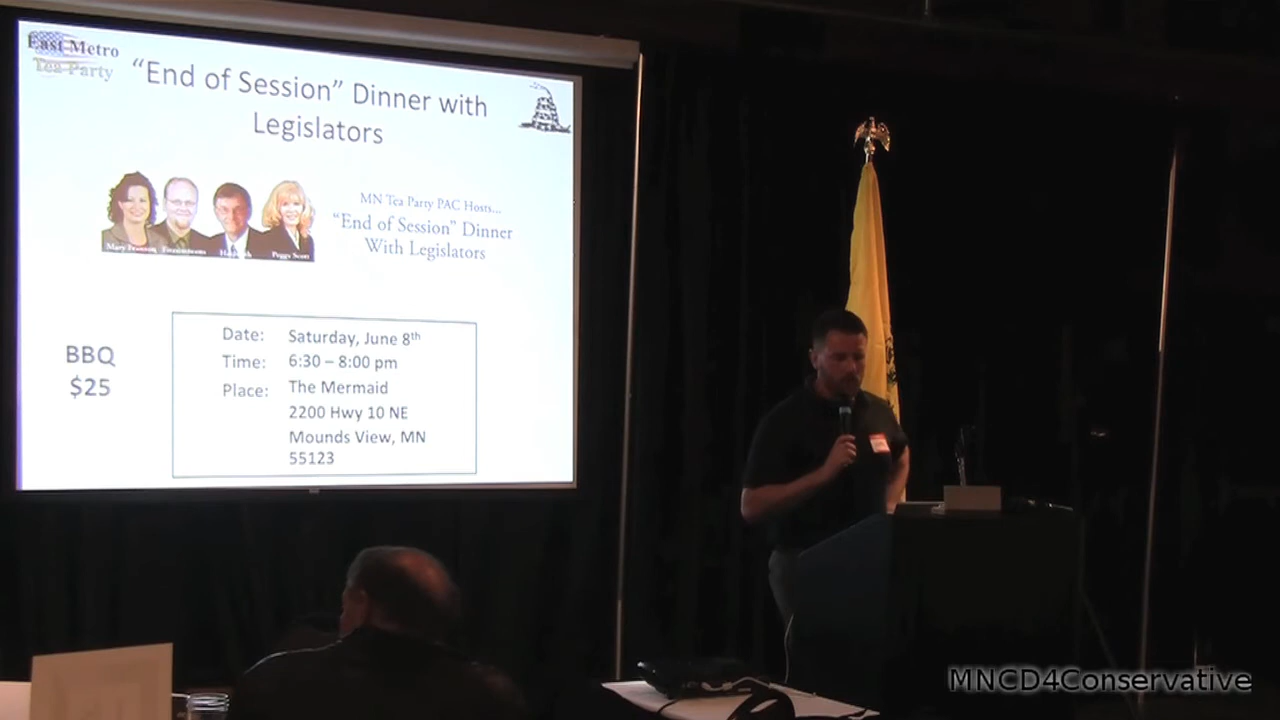 East Metro
Tea Party
“End of Session” Dinner with
Legislators
MN Tea Party PAC Hosts...
“End of Session” Dinner
With Legislators
Mary Franson
Peggy Scott
BBQ
$25
Date: Saturday, June 8th
Time: 6:30 – 8:00 pm
Place: The Mermaid
2200 Hwy 10 NE
Mounds View, MN
55123
MNCD4Conservative